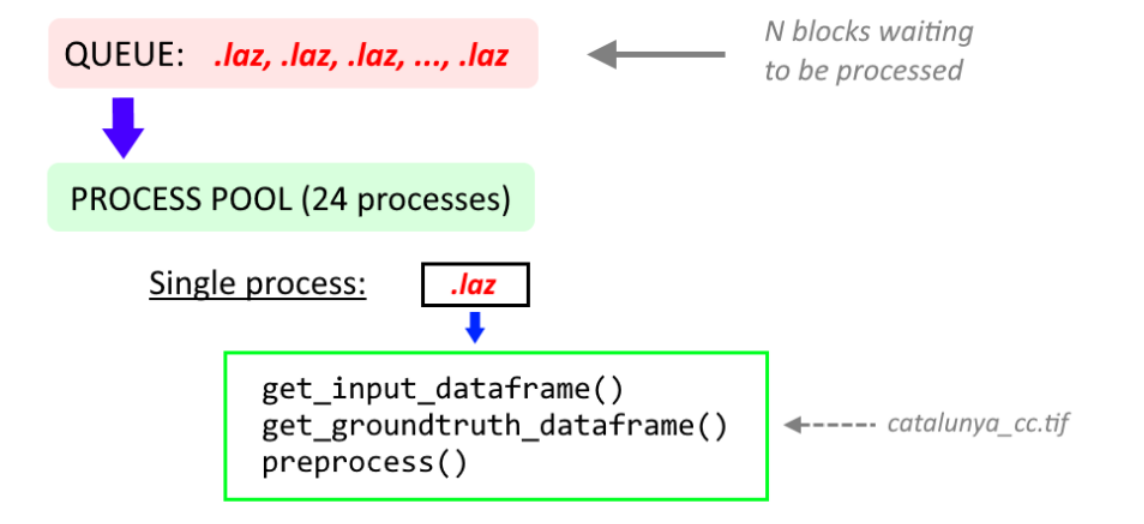 QUEUE: .laz, .laz, .laz, ..., .laz
N blocks waiting
to be processed
PROCESS POOL (24 processes)
Single process: .laz
get_input_dataframe()
get_groundtruth_dataframe()
preprocess()
catalunya_cc.tif